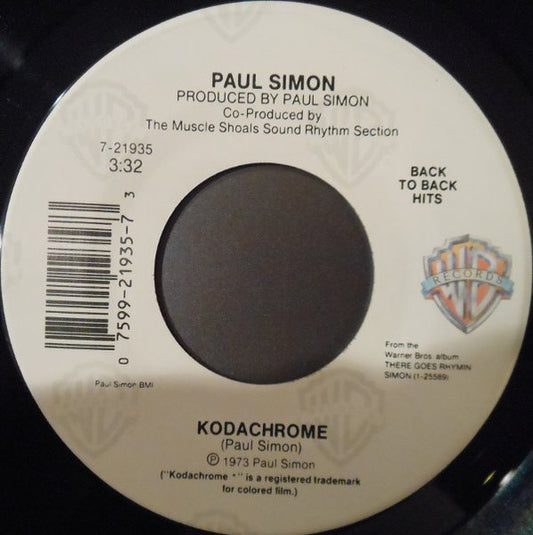 PAUL SIMON
PRODUCED BY PAUL SIMON
Co-Produced by
The Muscle Shoals Sound Rhythm Section
7-21935
3:32
BACK
TO BACK
HITS
0 7599-21935-7 3
WB
RECORDS
From the
Warner Bros. album
THERE GOES RHYMIN
SIMON (1-25589)
Paul Simon BMI
KODACHROME
(Paul Simon)
Ⓟ 1973 Paul Simon
("Kodachrome *" is a registered trademark
for colored film.)